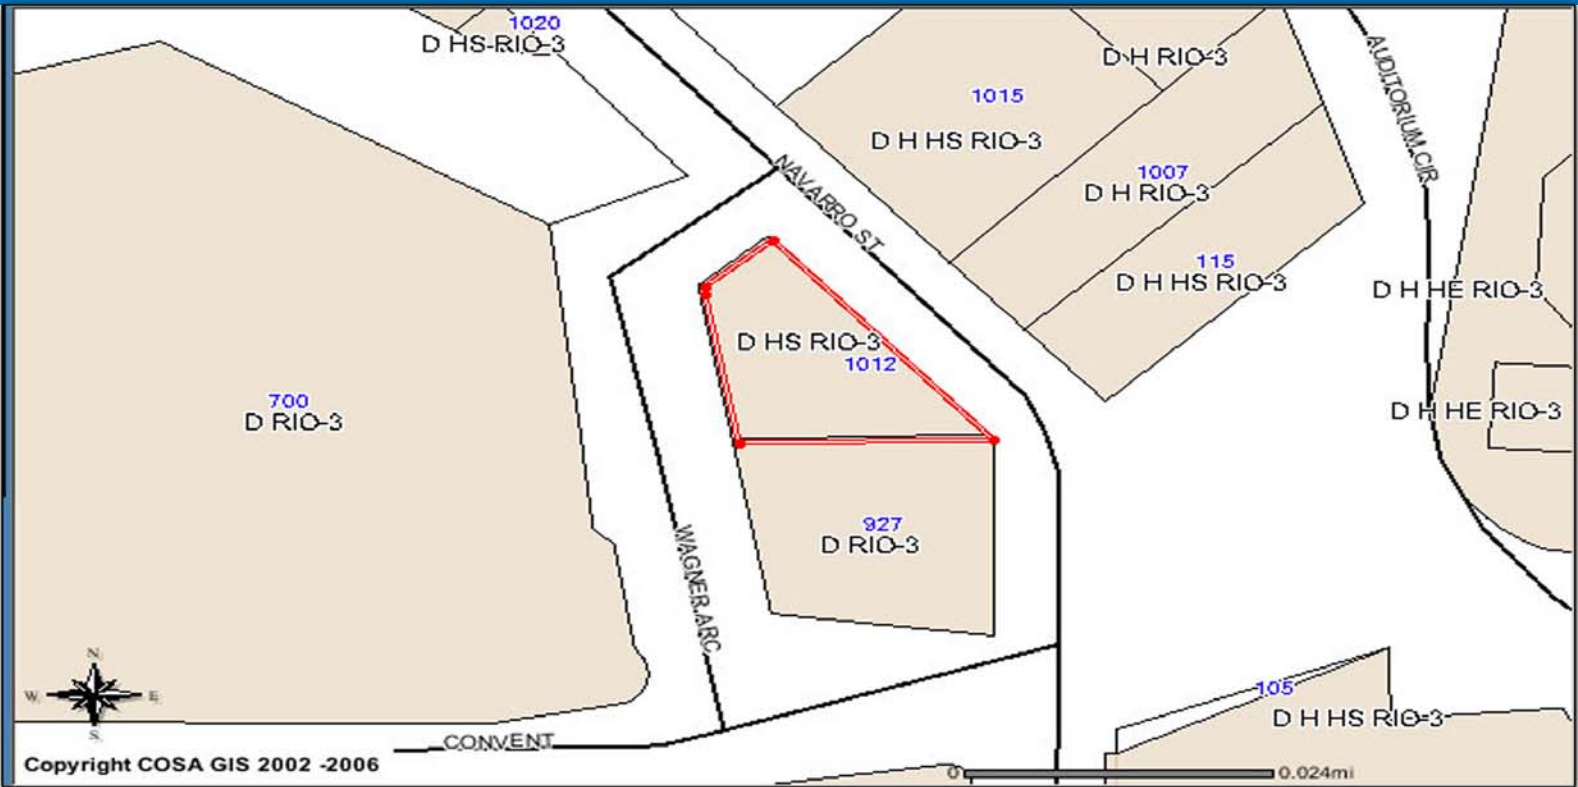 1020
D HS RIO-3
D H RIO-3
AUDITORIUM CIR
1015
D H HS RIO-3
1007
D H RIO-3
NAVARRO ST
115
D H HS RIO-3
D H HE RIO-3
D HS RIO-3
1012
700
D RIO-3
D H HE RIO-3
927
D RIO-3
WAGNER ARC
N
W
E
S
105
D H HS RIO-3
CONVENT
Copyright COSA GIS 2002 -2006
0
0.024mi